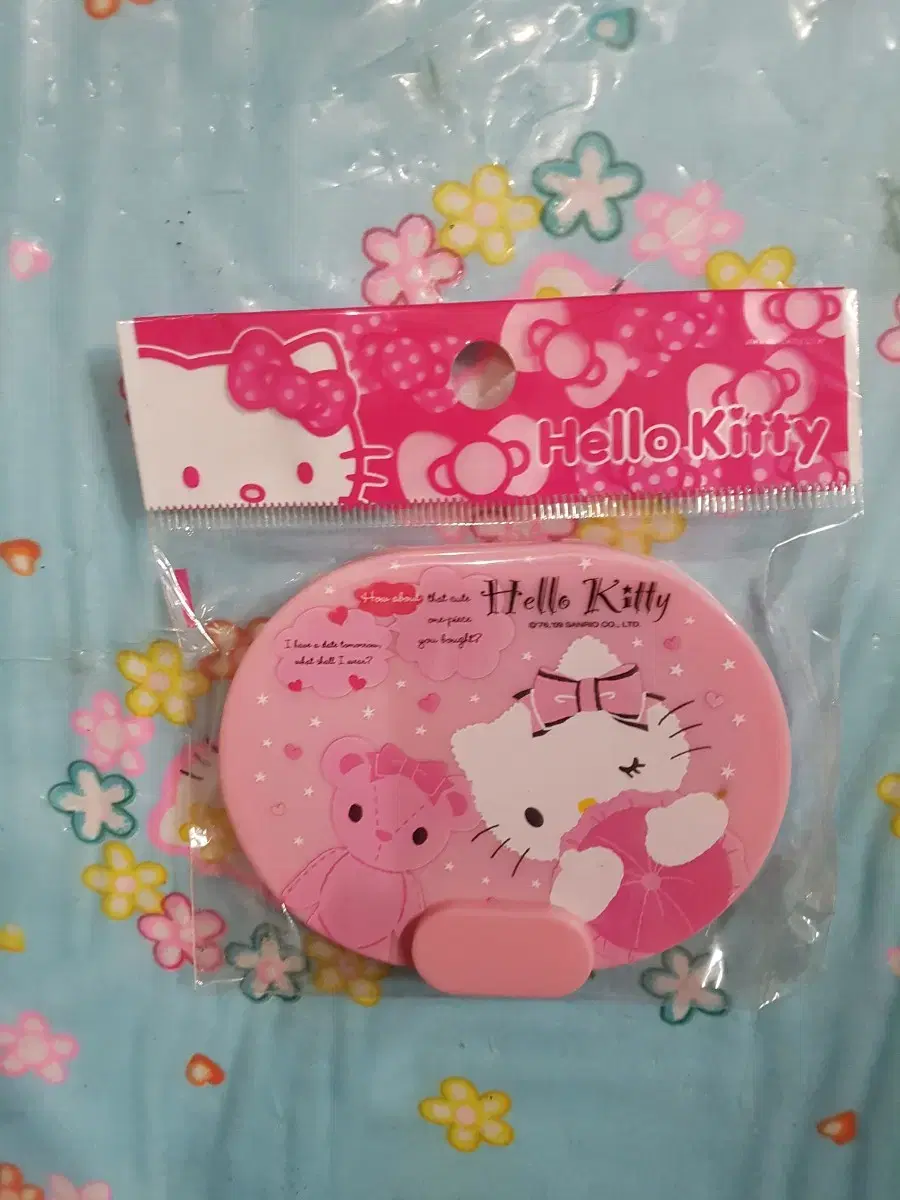 Hello Kitty
Hello Kitty
©'76,'09 SANRIO CO., LTD.
How about that cute
one-piece
you bought?
I have a date tomorrow,
what shall I wear?